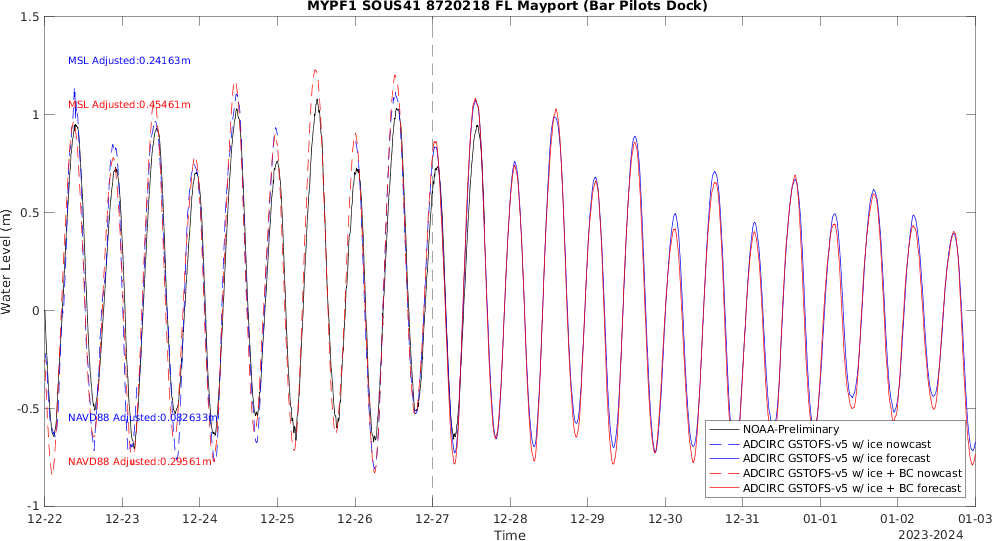 MYPF1 SOUS41 8720218 FL Mayport (Bar Pilots Dock)
1.5
1
0.5
0
-0.5
-1
Water Level (m)
MSL Adjusted:0.24163m
MSL Adjusted:0.45461m
NAVD88 Adjusted:0.082633m
NAVD88 Adjusted:0.29561m
NOAA-Preliminary
ADCIRC GSTOFS-v5 w/ ice nowcast
ADCIRC GSTOFS-v5 w/ ice forecast
ADCIRC GSTOFS-v5 w/ ice + BC nowcast
ADCIRC GSTOFS-v5 w/ ice + BC forecast
12-22 12-23 12-24 12-25 12-26 12-27 12-28 12-29 12-30 12-31 01-01 01-02 01-03
Time
2023-2024